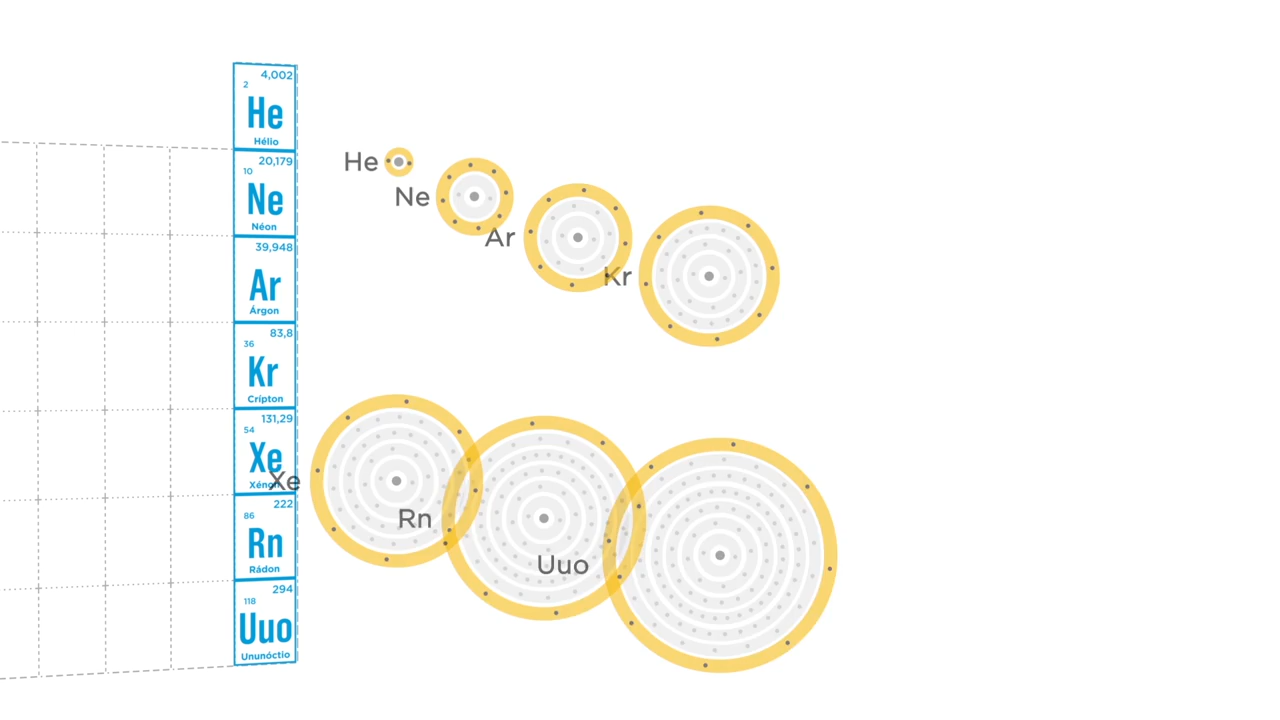 4,002
2
He
Hélio
20,179
10
Ne
Néon
39,948
Ar
Árgon
83,8
36
Kr
Crípton
131,29
54
Xe
Xénon
222
86
Rn
Rádon
294
118
Uuo
Ununóctio
He
Ne
Ar
Kr
Xe
Rn
Uuo